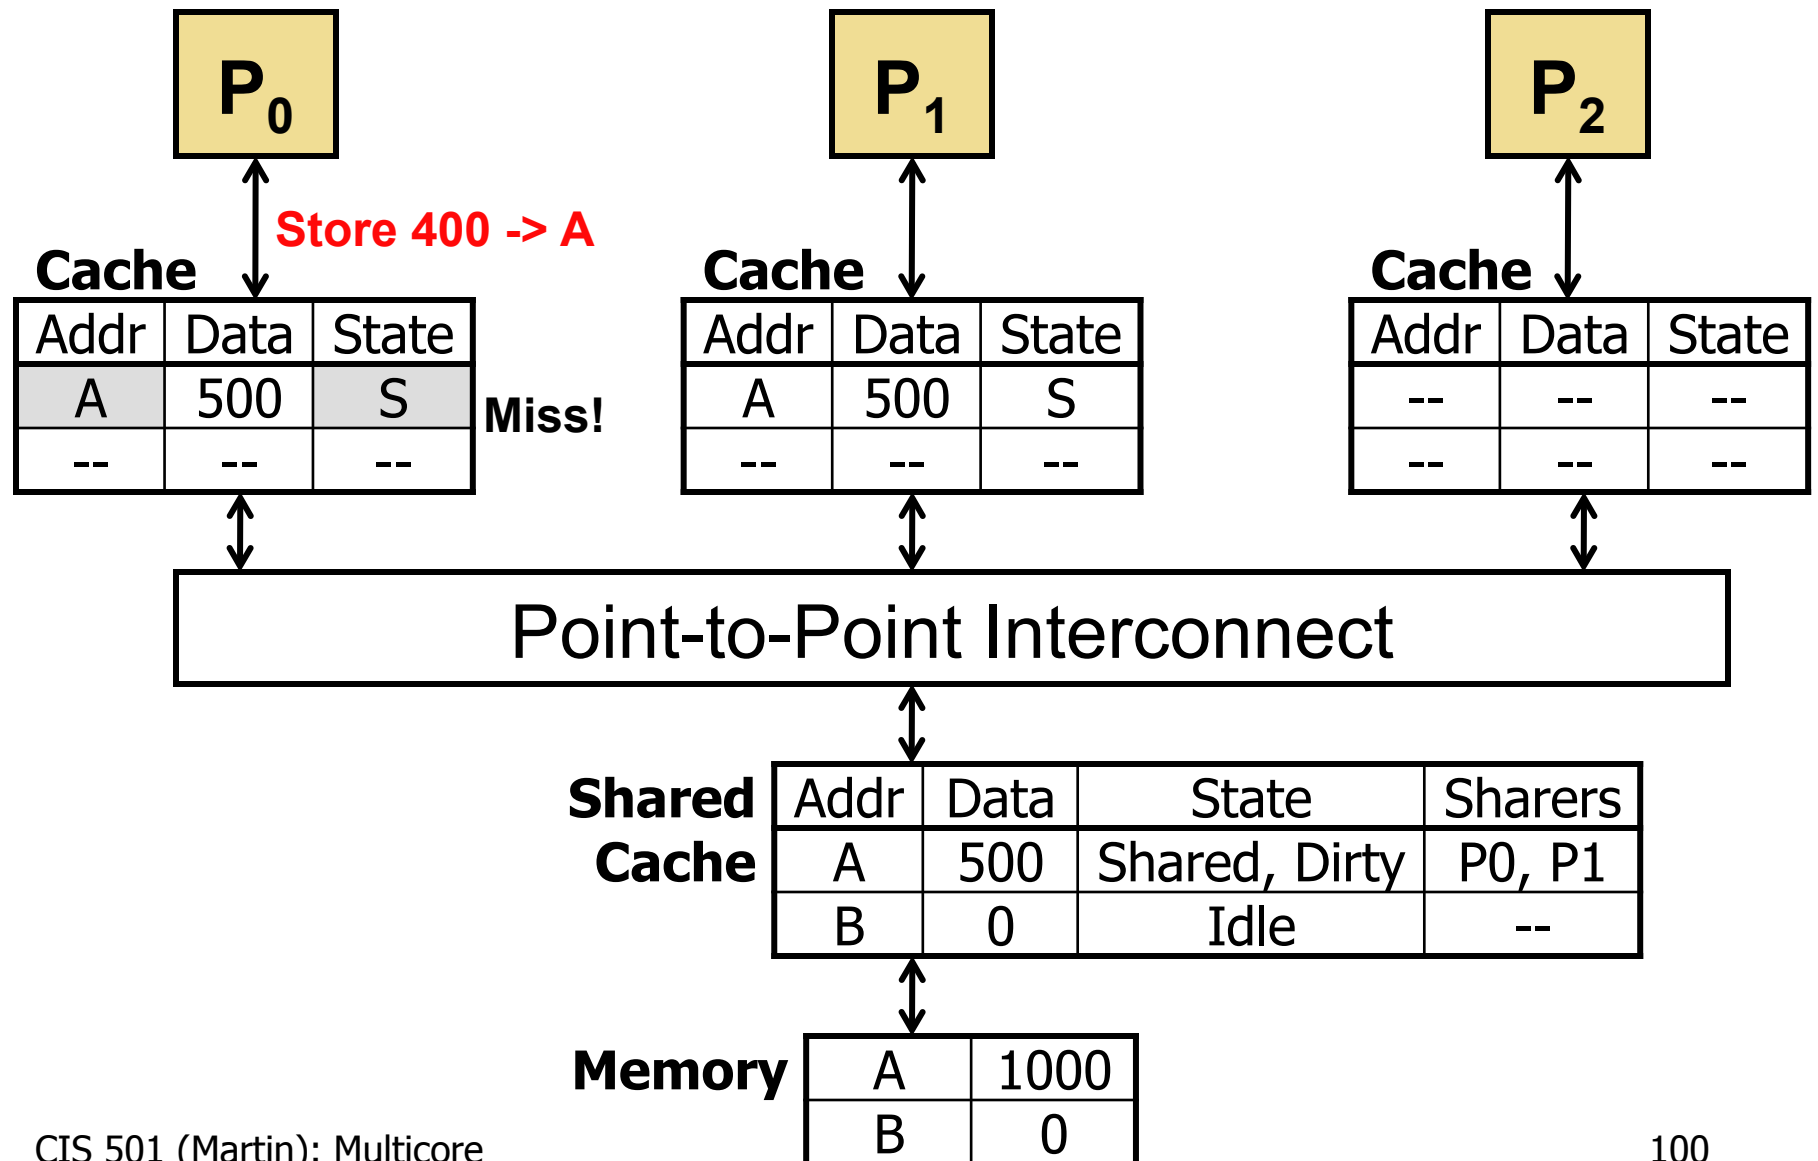 P0 P1 P2
Store 400 -> A
Cache Cache Cache
Addr Data State Addr Data State Addr Data State
A 500 S Miss! A 500 S -- -- --
-- -- -- -- -- -- -- -- --
Point-to-Point Interconnect
Shared Addr Data State Sharers
Cache A 500 Shared, Dirty P0, P1
B 0 Idle --
Memory A 1000
B 0
CIS 501 (Martin): Multicore 100